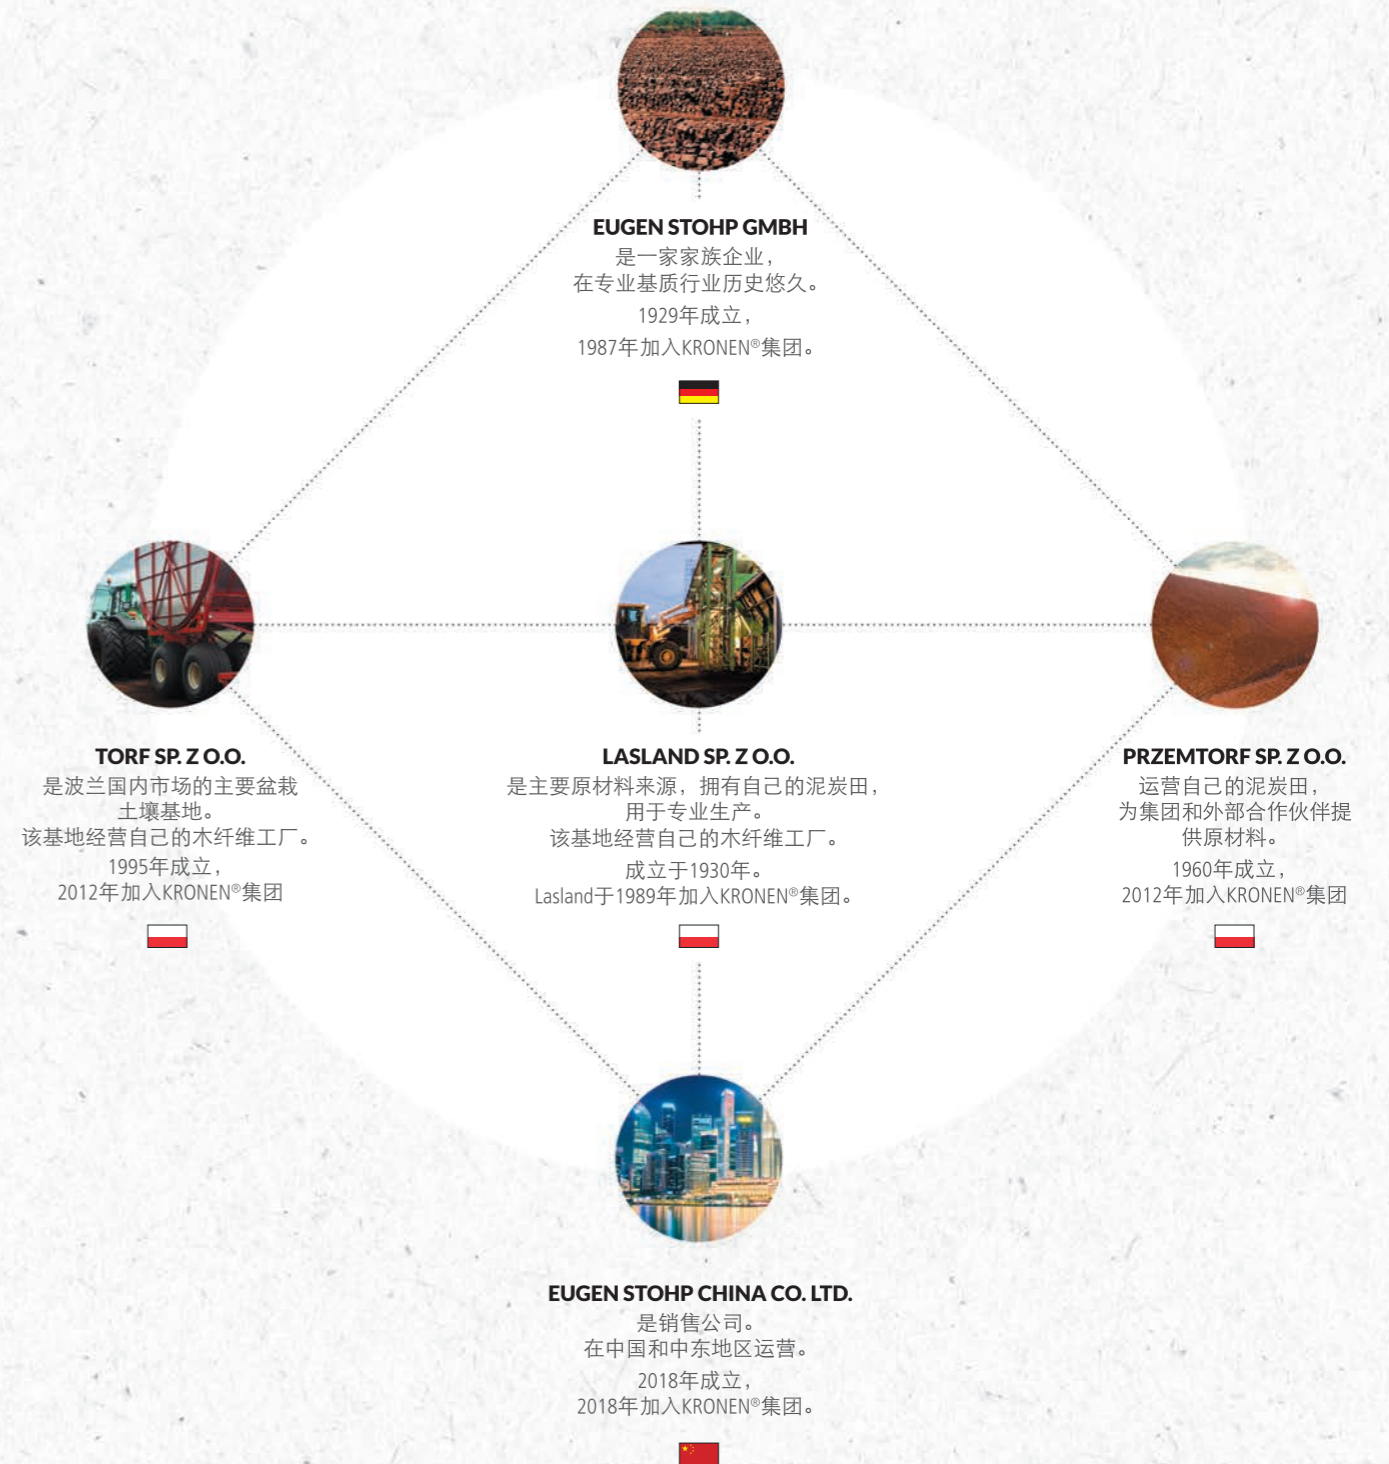 EUGEN STOHP GMBH
是一家家族企业，
在专业基质行业历史悠久。
1929年成立，
1987年加入KRONEN®集团。
TORF SP. Z O.O.
是波兰国内市场的主要盆栽
土壤基地。
该基地经营自己的木纤维工厂。
1995年成立，
2012年加入KRONEN®集团
LASLAND SP. Z O.O.
是主要原材料来源，拥有自己的泥炭田，
用于专业生产。
该基地经营自己的木纤维工厂。
成立于1930年。
Lasland于1989年加入KRONEN®集团。
PRZEMTORF SP. Z O.O.
运营自己的泥炭田，
为集团和外部合作伙伴提
供原材料。
1960年成立，
2012年加入KRONEN®集团
EUGEN STOHP CHINA CO. LTD.
是销售公司。
在中国和中东地区运营。
2018年成立，
2018年加入KRONEN®集团。